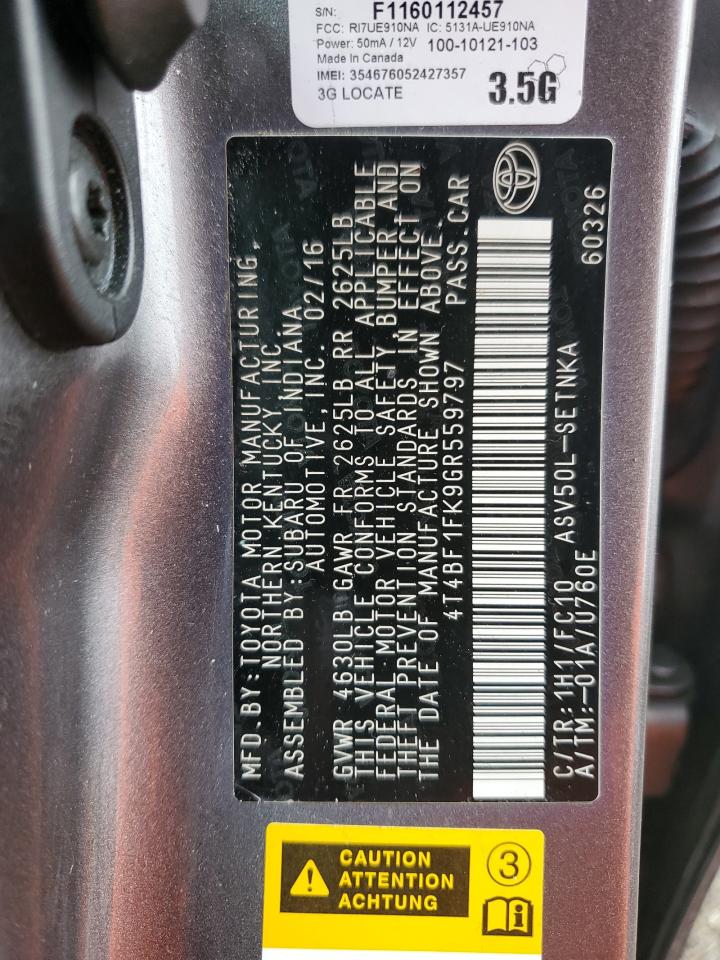 S/N: F1160112457
FCC: RI7UE910NA IC: 5131A-UE910NA
Power: 50mA / 12V 100-10121-103
Made in Canada
IMEI: 354676052427357
3G LOCATE 3.5G
MFD.BY:TOYOTA MOTOR MANUFACTURING,
NORTHERN KENTUCKY, INC.
ASSEMBLED BY:SUBARU OF INDIANA
AUTOMOTIVE,INC. 02/16
GVWR 4630LB GAWR FR 2625LB RR 2625LB
THIS VEHICLE CONFORMS TO ALL APPLICABLE
FEDERAL MOTOR VEHICLE SAFETY, BUMPER AND
THEFT PREVENTION STANDARDS IN EFFECT ON
THE DATE OF MANUFACTURE SHOWN ABOVE.
4T4BF1FK9GR559797 PASS.CAR
C/TR:1H1/FC10 ASV50L-SETNKA
A/TM:-01A/U760E 60326
CAUTION
ATTENTION
ACHTUNG
3